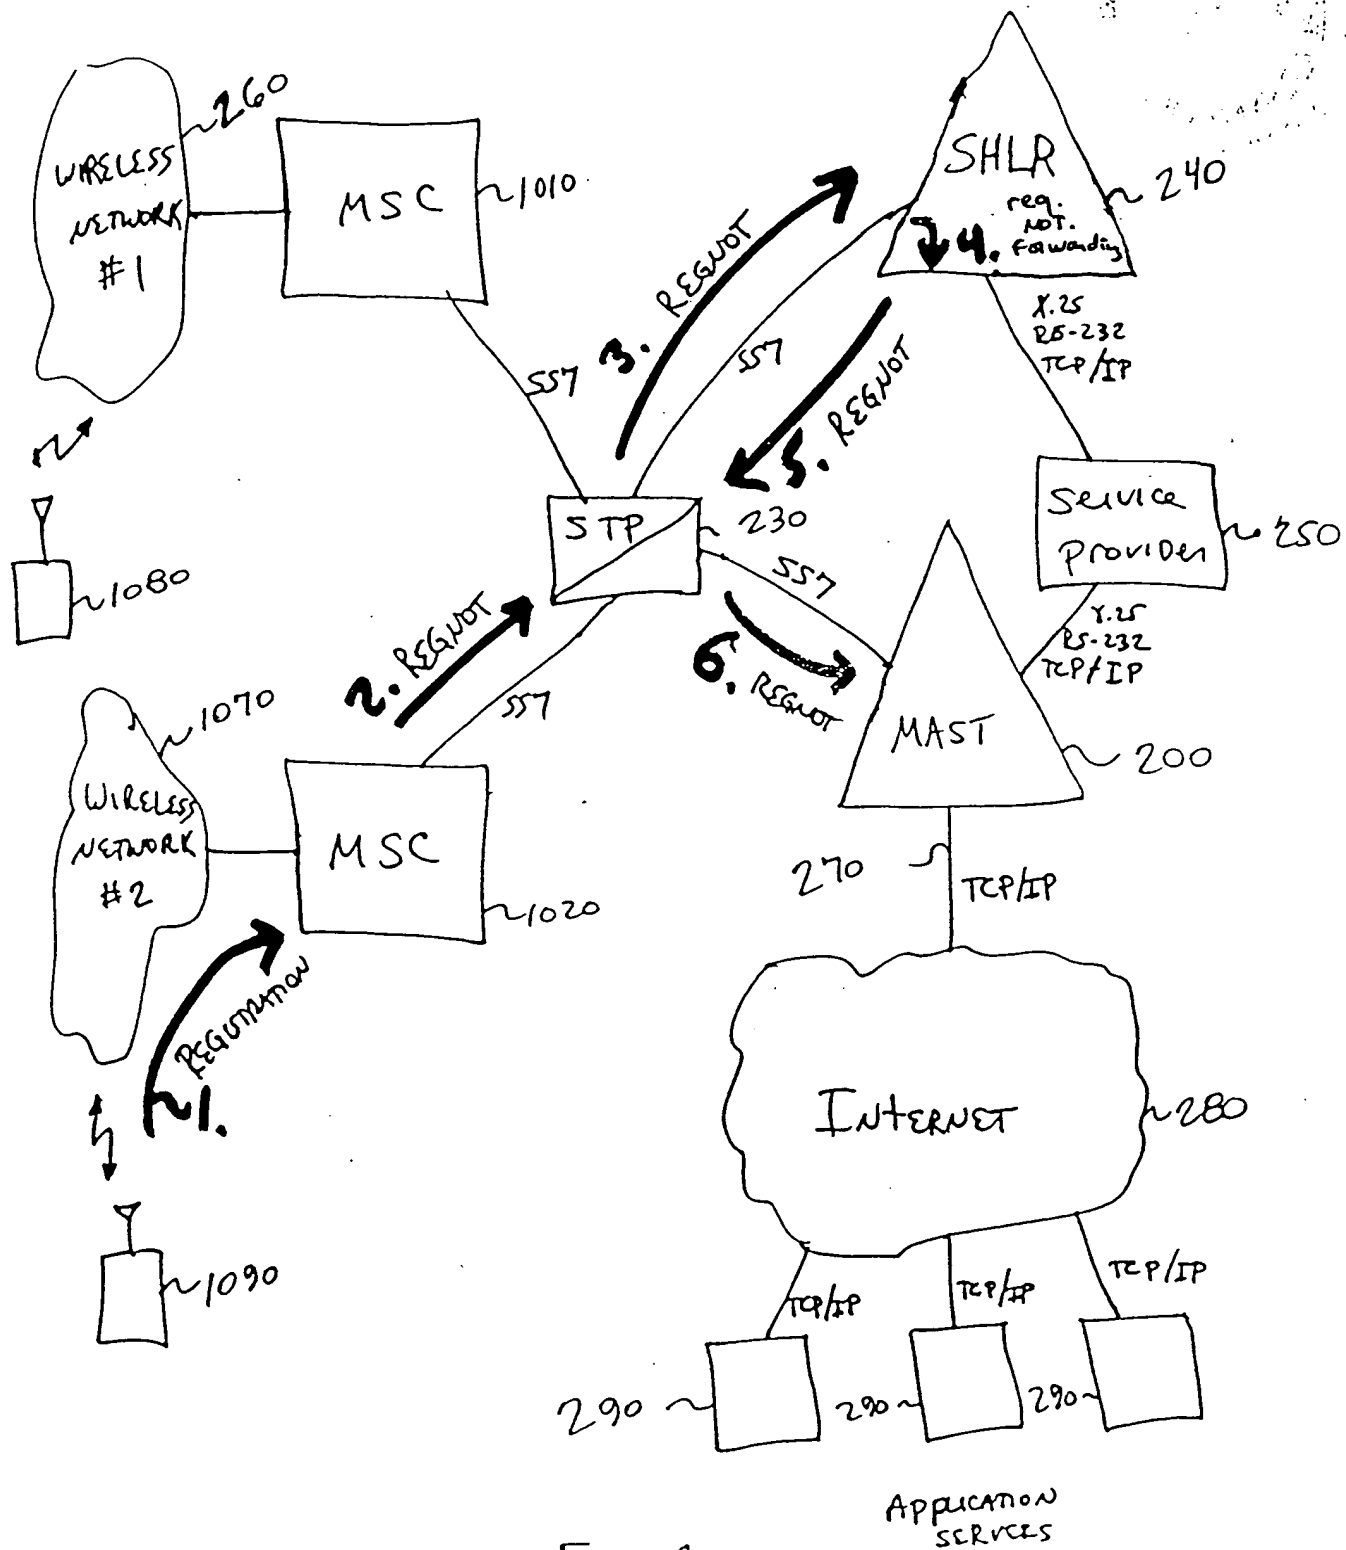 260
WIRELESS
NETWORK
#1
MSC
1010
SHLR
240
req.
NOT.
Forwarding
4.
3. REGNOT
SS7
SS7
5. REGNOT
X.25
RS-232
TCP/IP
1080
STP
230
Service
Provider
250
SS7
2. REGNOT
SS7
6. REGNOT
X.25
RS-232
TCP/IP
MAST
200
1070
WIRELESS
NETWORK
#2
MSC
1020
270
TCP/IP
REGISTRATION
1.
INTERNET
280
1090
TCP/IP
TCP/IP
TCP/IP
290
290
290
APPLICATION